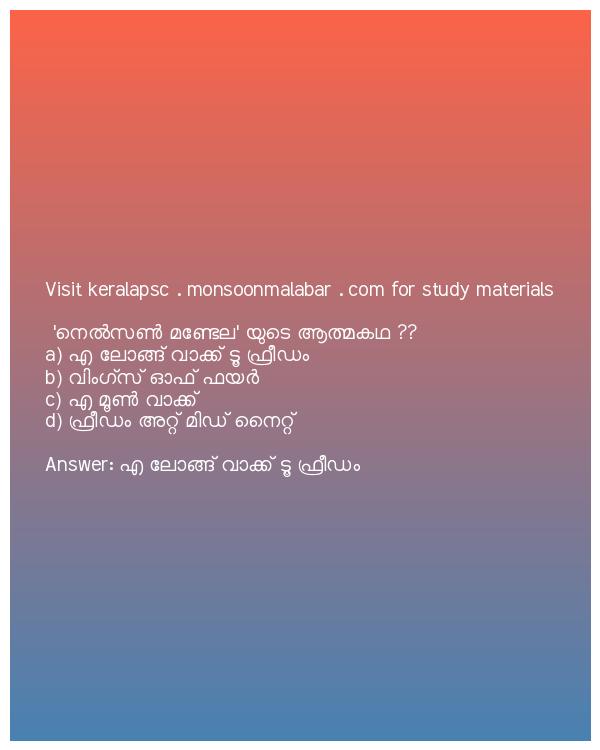 Visit keralapsc . monsoonmalabar . com for study materials
'നെൽസൺ മണ്ടേല' യുടെ ആത്മകഥ ??
a) എ ലോങ്ങ് വാക്ക് ടൂ ഫ്രീഡം
b) വിംഗ്സ് ഓഫ് ഫയർ
c) എ മൂൺ വാക്ക്
d) ഫ്രീഡം അറ്റ് മിഡ് നൈറ്റ്
Answer: എ ലോങ്ങ് വാക്ക് ടൂ ഫ്രീഡം